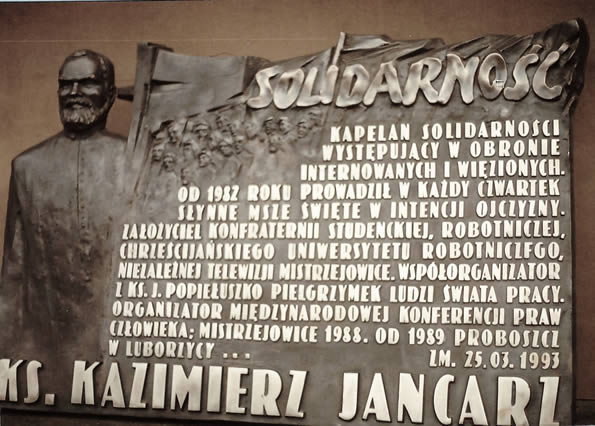 SOLIDARNOŚĆ
KAPELAN SOLIDARNOŚCI
WYSTĘPUJĄCY W OBRONIE
INTERNOWANYCH I WIĘZIONYCH.
OD 1982 ROKU PROWADZIŁ W KAŻDY CZWARTEK
SŁYNNE MSZE ŚWIĘTE W INTENCJI OJCZYZNY.
ZAŁOŻYCIEL KONFRATERNII STUDENCKIEJ, ROBOTNICZEJ,
CHRZEŚCIJAŃSKIEGO UNIWERSYTETU ROBOTNICZEGO,
NIEZALEŻNEJ TELEWIZJI MISTRZEJOWICE. WSPÓŁORGANIZATOR
Z KS. J. POPIEŁUSZKO PIELGRZYMEK LUDZI ŚWIATA PRACY.
ORGANIZATOR MIĘDZYNARODOWEJ KONFERENCJI PRAW
CZŁOWIEKA; MISTRZEJOWICE 1988. OD 1989 PROBOSZCZ
W LUBORZYCY ... ZM. 25.03.1993
KS. KAZIMIERZ JANCARZ